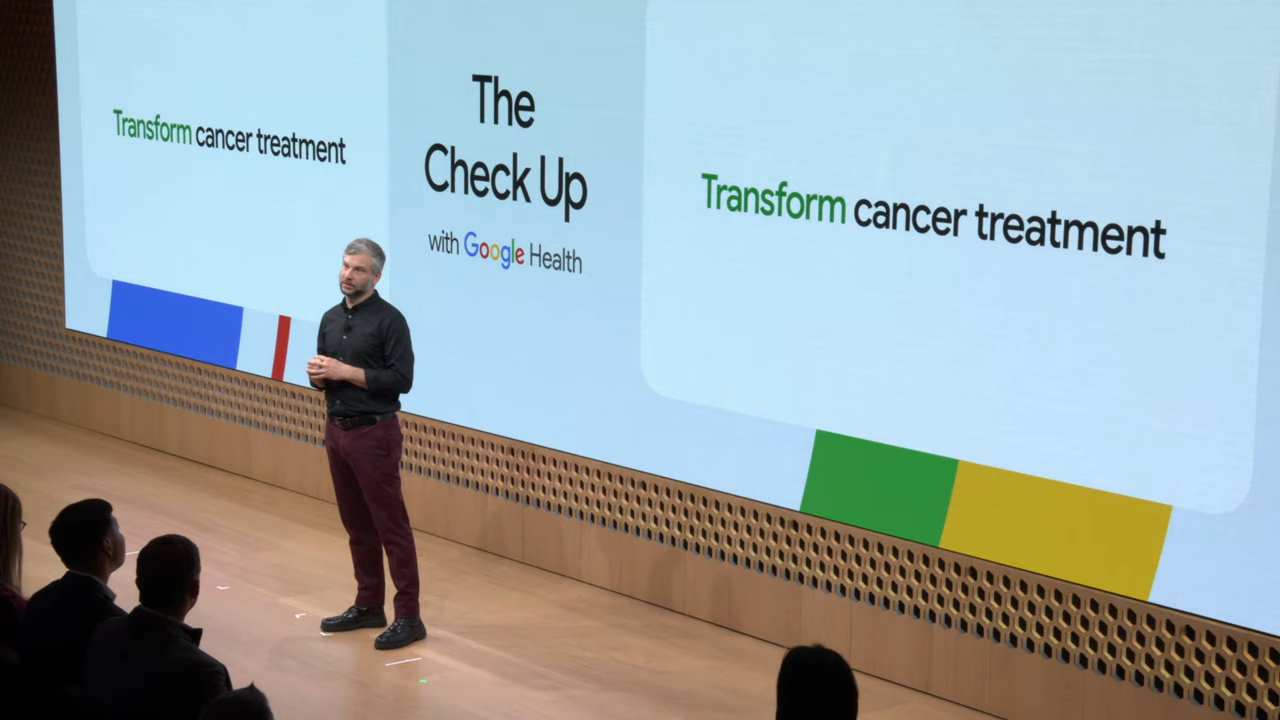 Transform cancer treatment
The
Check Up
with Google Health
Transform cancer treatment